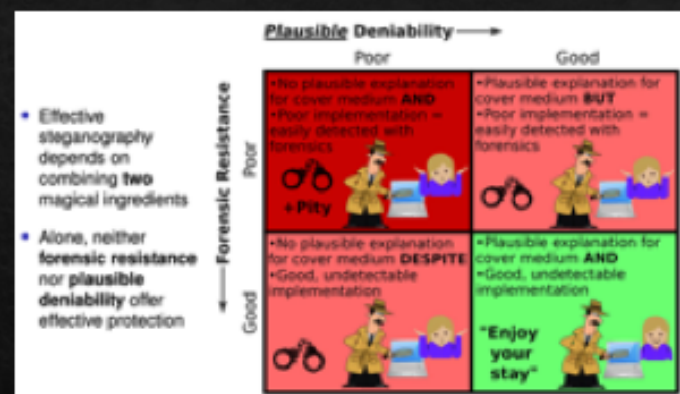 Plausible Deniability
Poor
Good
• Effective
steganography
depends on
combining two
magical ingredients
• Alone, neither
forensic resistance
nor plausible
deniability offer
effective protection
Forensic Resistance
Poor
Good
•No plausible explanation
for cover medium AND
•Poor implementation =
easily detected with
forensics
+Pity
•Plausible explanation for
cover medium BUT
•Poor implementation =
easily detected with
forensics
•No plausible explanation
for cover medium DESPITE
•Good, undetectable
implementation
•Plausible explanation for
cover medium AND
•Good, undetectable
implementation
"Enjoy
your
stay"